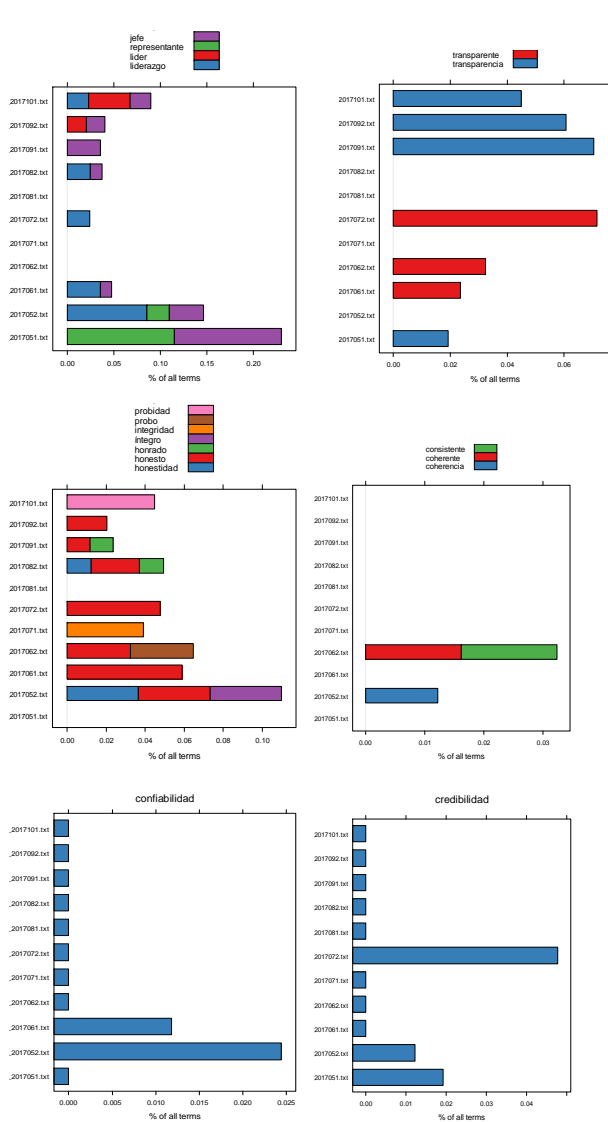 jefe
representante
lider
liderazgo
2017101.txt
2017092.txt
2017091.txt
2017082.txt
2017081.txt
2017072.txt
2017071.txt
2017062.txt
2017061.txt
2017052.txt
2017051.txt
0.00 0.05 0.10 0.15 0.20
% of all terms
transparente
transparencia
2017101.txt
2017092.txt
2017091.txt
2017082.txt
2017081.txt
2017072.txt
2017071.txt
2017062.txt
2017061.txt
2017052.txt
2017051.txt
0.00 0.02 0.04 0.06
% of all terms
probidad
probo
integridad
íntegro
honrado
honesto
honestidad
2017101.txt
2017092.txt
2017091.txt
2017082.txt
2017081.txt
2017072.txt
2017071.txt
2017062.txt
2017061.txt
2017052.txt
2017051.txt
0.00 0.02 0.04 0.06 0.08 0.10
% of all terms
consistente
coherente
coherencia
2017101.txt
2017092.txt
2017091.txt
2017082.txt
2017081.txt
2017072.txt
2017071.txt
2017062.txt
2017061.txt
2017052.txt
2017051.txt
0.00 0.01 0.02 0.03
% of all terms
confiabilidad
_2017101.txt
_2017092.txt
_2017091.txt
_2017082.txt
_2017081.txt
_2017072.txt
_2017071.txt
_2017062.txt
_2017061.txt
_2017052.txt
_2017051.txt
0.000 0.005 0.010 0.015 0.020 0.025
% of all terms
credibilidad
2017101.txt
2017092.txt
2017091.txt
2017082.txt
2017081.txt
2017072.txt
2017071.txt
2017062.txt
2017061.txt
2017052.txt
2017051.txt
0.00 0.01 0.02 0.04
% of all terms